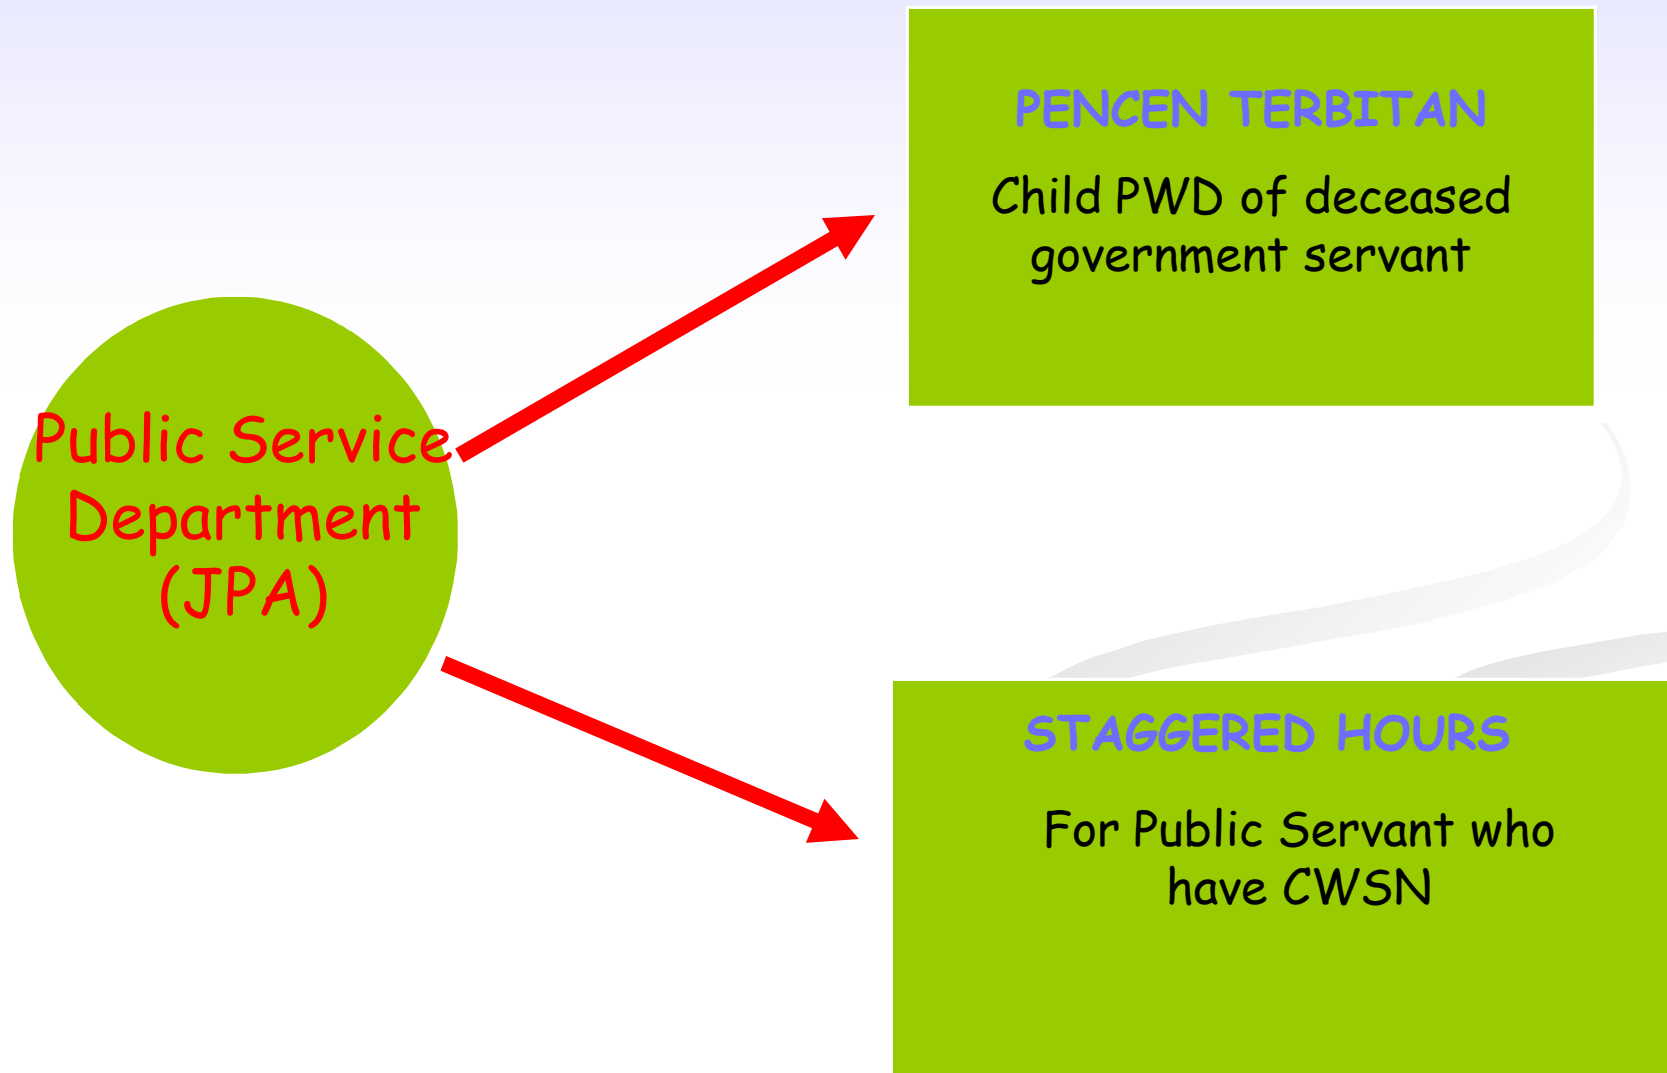 Public Service
Department
(JPA)
PENCEN TERBITAN
Child PWD of deceased
government servant
STAGGERED HOURS
For Public Servant who
have CWSN